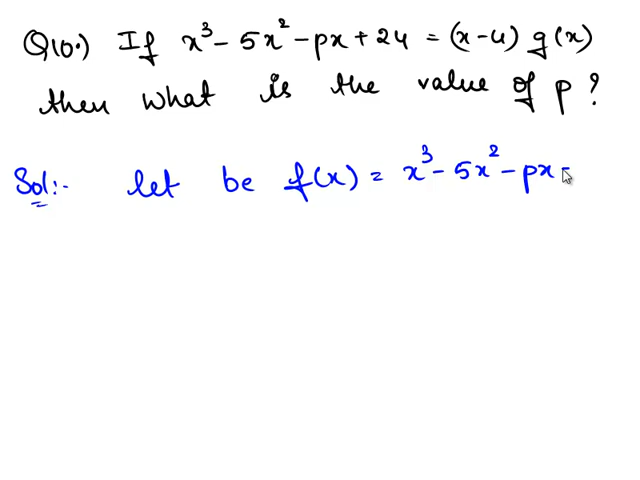 Q10.) If x³ - 5x² - px + 24 = (x-4) g(x)
then what is the value of p?
Sol:- let be f(x) = x³ - 5x² - px =